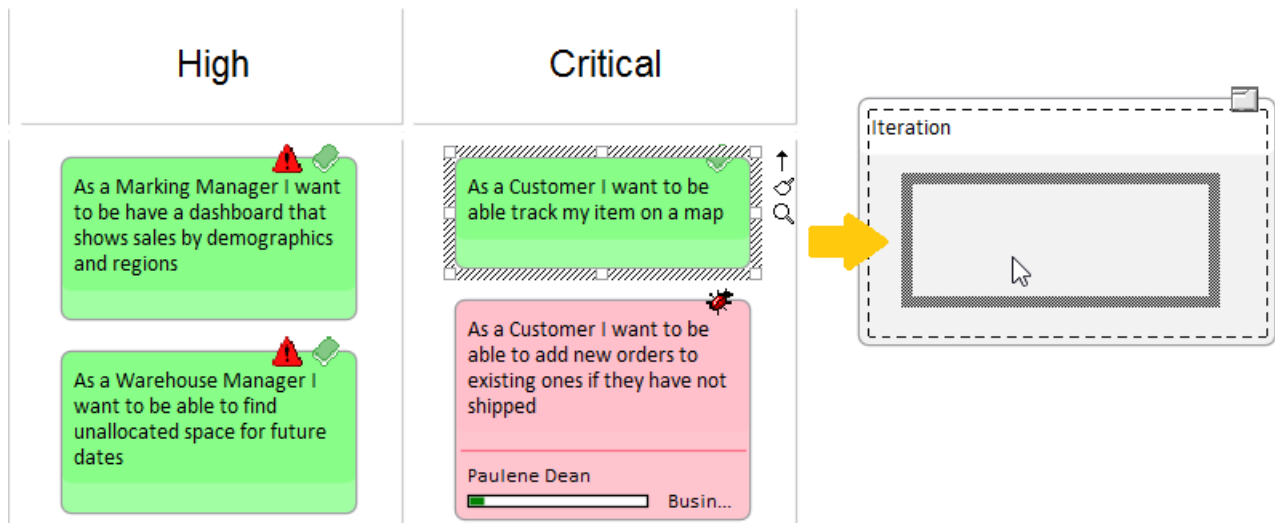 High
Critical
Iteration
As a Marking Manager I want
to be have a dashboard that
shows sales by demographics
and regions
As a Customer I want to be
able track my item on a map
As a Warehouse Manager I
want to be able to find
unallocated space for future
dates
As a Customer I want to be
able to add new orders to
existing ones if they have not
shipped
Paulene Dean
Busin...